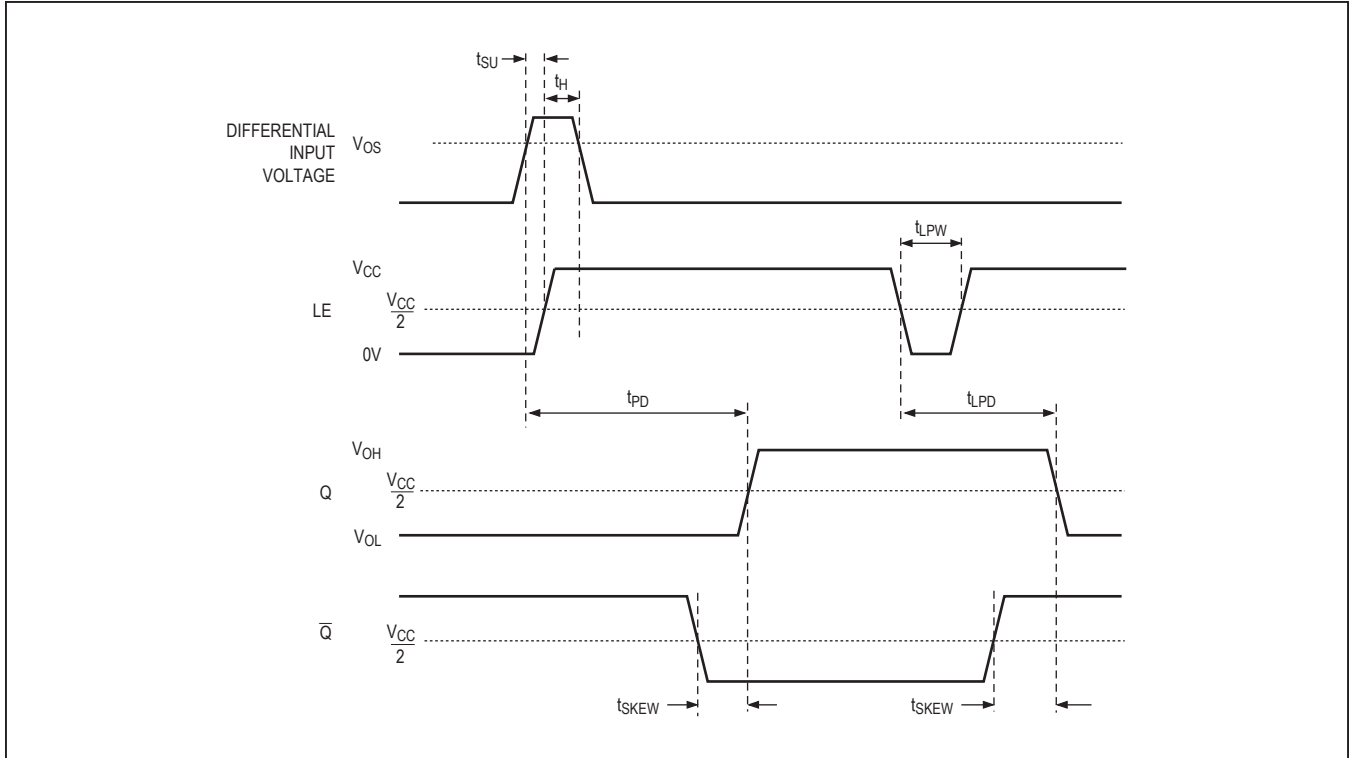 tSU
tH
DIFFERENTIAL
INPUT
VOLTAGE
VOS
tLPW
VCC
LE
VCC
2
0V
tPD
tLPD
VOH
Q
VCC
2
VOL
Q̅
VCC
2
tSKEW
tSKEW